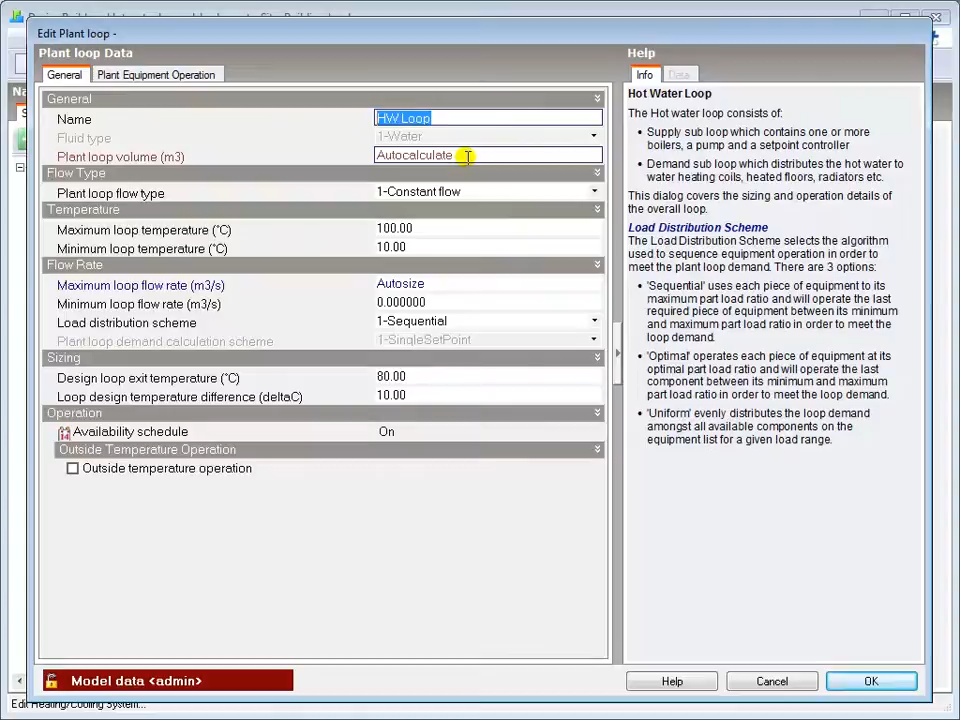 Edit Plant loop -
Plant loop Data
General
Plant Equipment Operation
General
Name
HW Loop
Fluid type
1-Water
Plant loop volume (m3)
Autocalculate
Flow Type
Plant loop flow type
1-Constant flow
Temperature
Maximum loop temperature (°C)
100.00
Minimum loop temperature (°C)
10.00
Flow Rate
Maximum loop flow rate (m3/s)
Autosize
Minimum loop flow rate (m3/s)
0.000000
Load distribution scheme
1-Sequential
Plant loop demand calculation scheme
1-SingleSetPoint
Sizing
Design loop exit temperature (°C)
80.00
Loop design temperature difference (deltaC)
10.00
Operation
14
Availability schedule
On
Outside Temperature Operation
Outside temperature operation
Model data <admin>
Help
Info
Data
Hot Water Loop
The Hot water loop consists of:
• Supply sub loop which contains one or more
boilers, a pump and a setpoint controller
• Demand sub loop which distributes the hot water to
water heating coils, heated floors, radiators etc.
This dialog covers the sizing and operation details of
the overall loop.
Load Distribution Scheme
The Load Distribution Scheme selects the algorithm
used to sequence equipment operation in order to
meet the plant loop demand. There are 3 options:
• 'Sequential' uses each piece of equipment to its
maximum part load ratio and will operate the last
required piece of equipment between its minimum
and maximum part load ratio in order to meet the
loop demand.
• 'Optimal' operates each piece of equipment at its
optimal part load ratio and will operate the last
component between its minimum and maximum
part load ratio in order to meet the loop demand.
• 'Uniform' evenly distributes the loop demand
amongst all available components on the
equipment list for a given load range.
Help
Cancel
OK
Edit Heating/Cooling System...